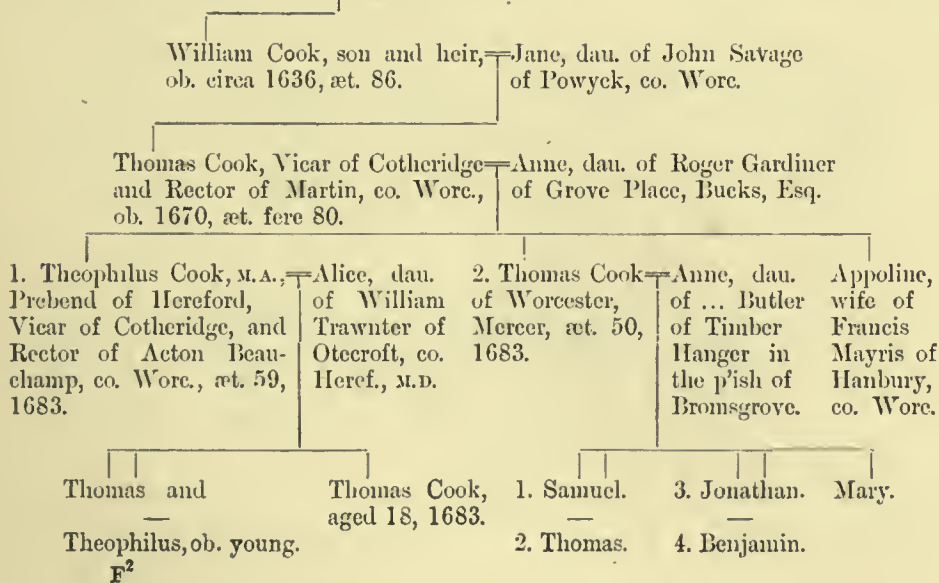 William Cook, son and heir,
ob. circa 1636, æt. 86.
Jane, dau. of John Savage
of Powyck, co. Worc.
Thomas Cook, Vicar of Cotheridge
and Rector of Martin, co. Worc.,
ob. 1670, æt. fere 80.
Anne, dau. of Roger Gardiner
of Grove Place, Bucks, Esq.
1. Theophilus Cook, M.A.,
Prebend of Hereford,
Vicar of Cotheridge, and
Rector of Acton Beau-
champ, co. Worc., æt. 59,
1683.
Alice, dau.
of William
Trawnter of
Otecroft, co.
Heref., M.D.
2. Thomas Cook
of Worcester,
Mercer, æt. 50,
1683.
Anne, dau.
of ... Butler
of Timber
Hanger in
the p'ish of
Bromsgrove.
Appoline,
wife of
Francis
Mayris of
Hanbury,
co. Worc.
Thomas and
Theophilus, ob. young.
Thomas Cook,
aged 18, 1683.
1. Samuel.
2. Thomas.
3. Jonathan.
4. Benjamin.
Mary.
F²